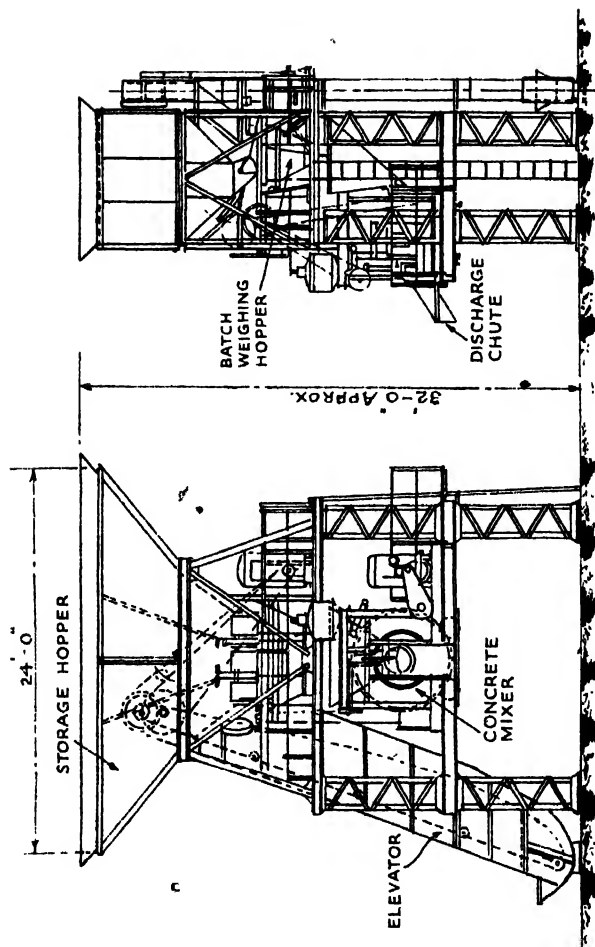 24'-0"
STORAGE HOPPER
ELEVATOR
CONCRETE
MIXER
32'-0" APPROX.
BATCH
WEIGHING
HOPPER
DISCHARGE
CHUTE